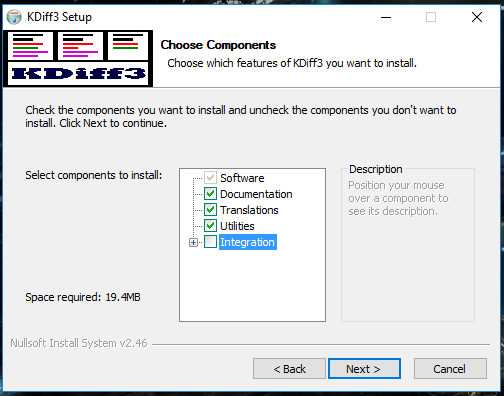 KDiff3 Setup
KDiff3
Choose Components
Choose which features of KDiff3 you want to install.
Check the components you want to install and uncheck the components you don't want to
install. Click Next to continue.
Select components to install:
Software
Documentation
Translations
Utilities
Integration
Description
Position your mouse
over a component to
see its description.
Space required: 19.4MB
Nullsoft Install System v2.46
< Back
Next >
Cancel